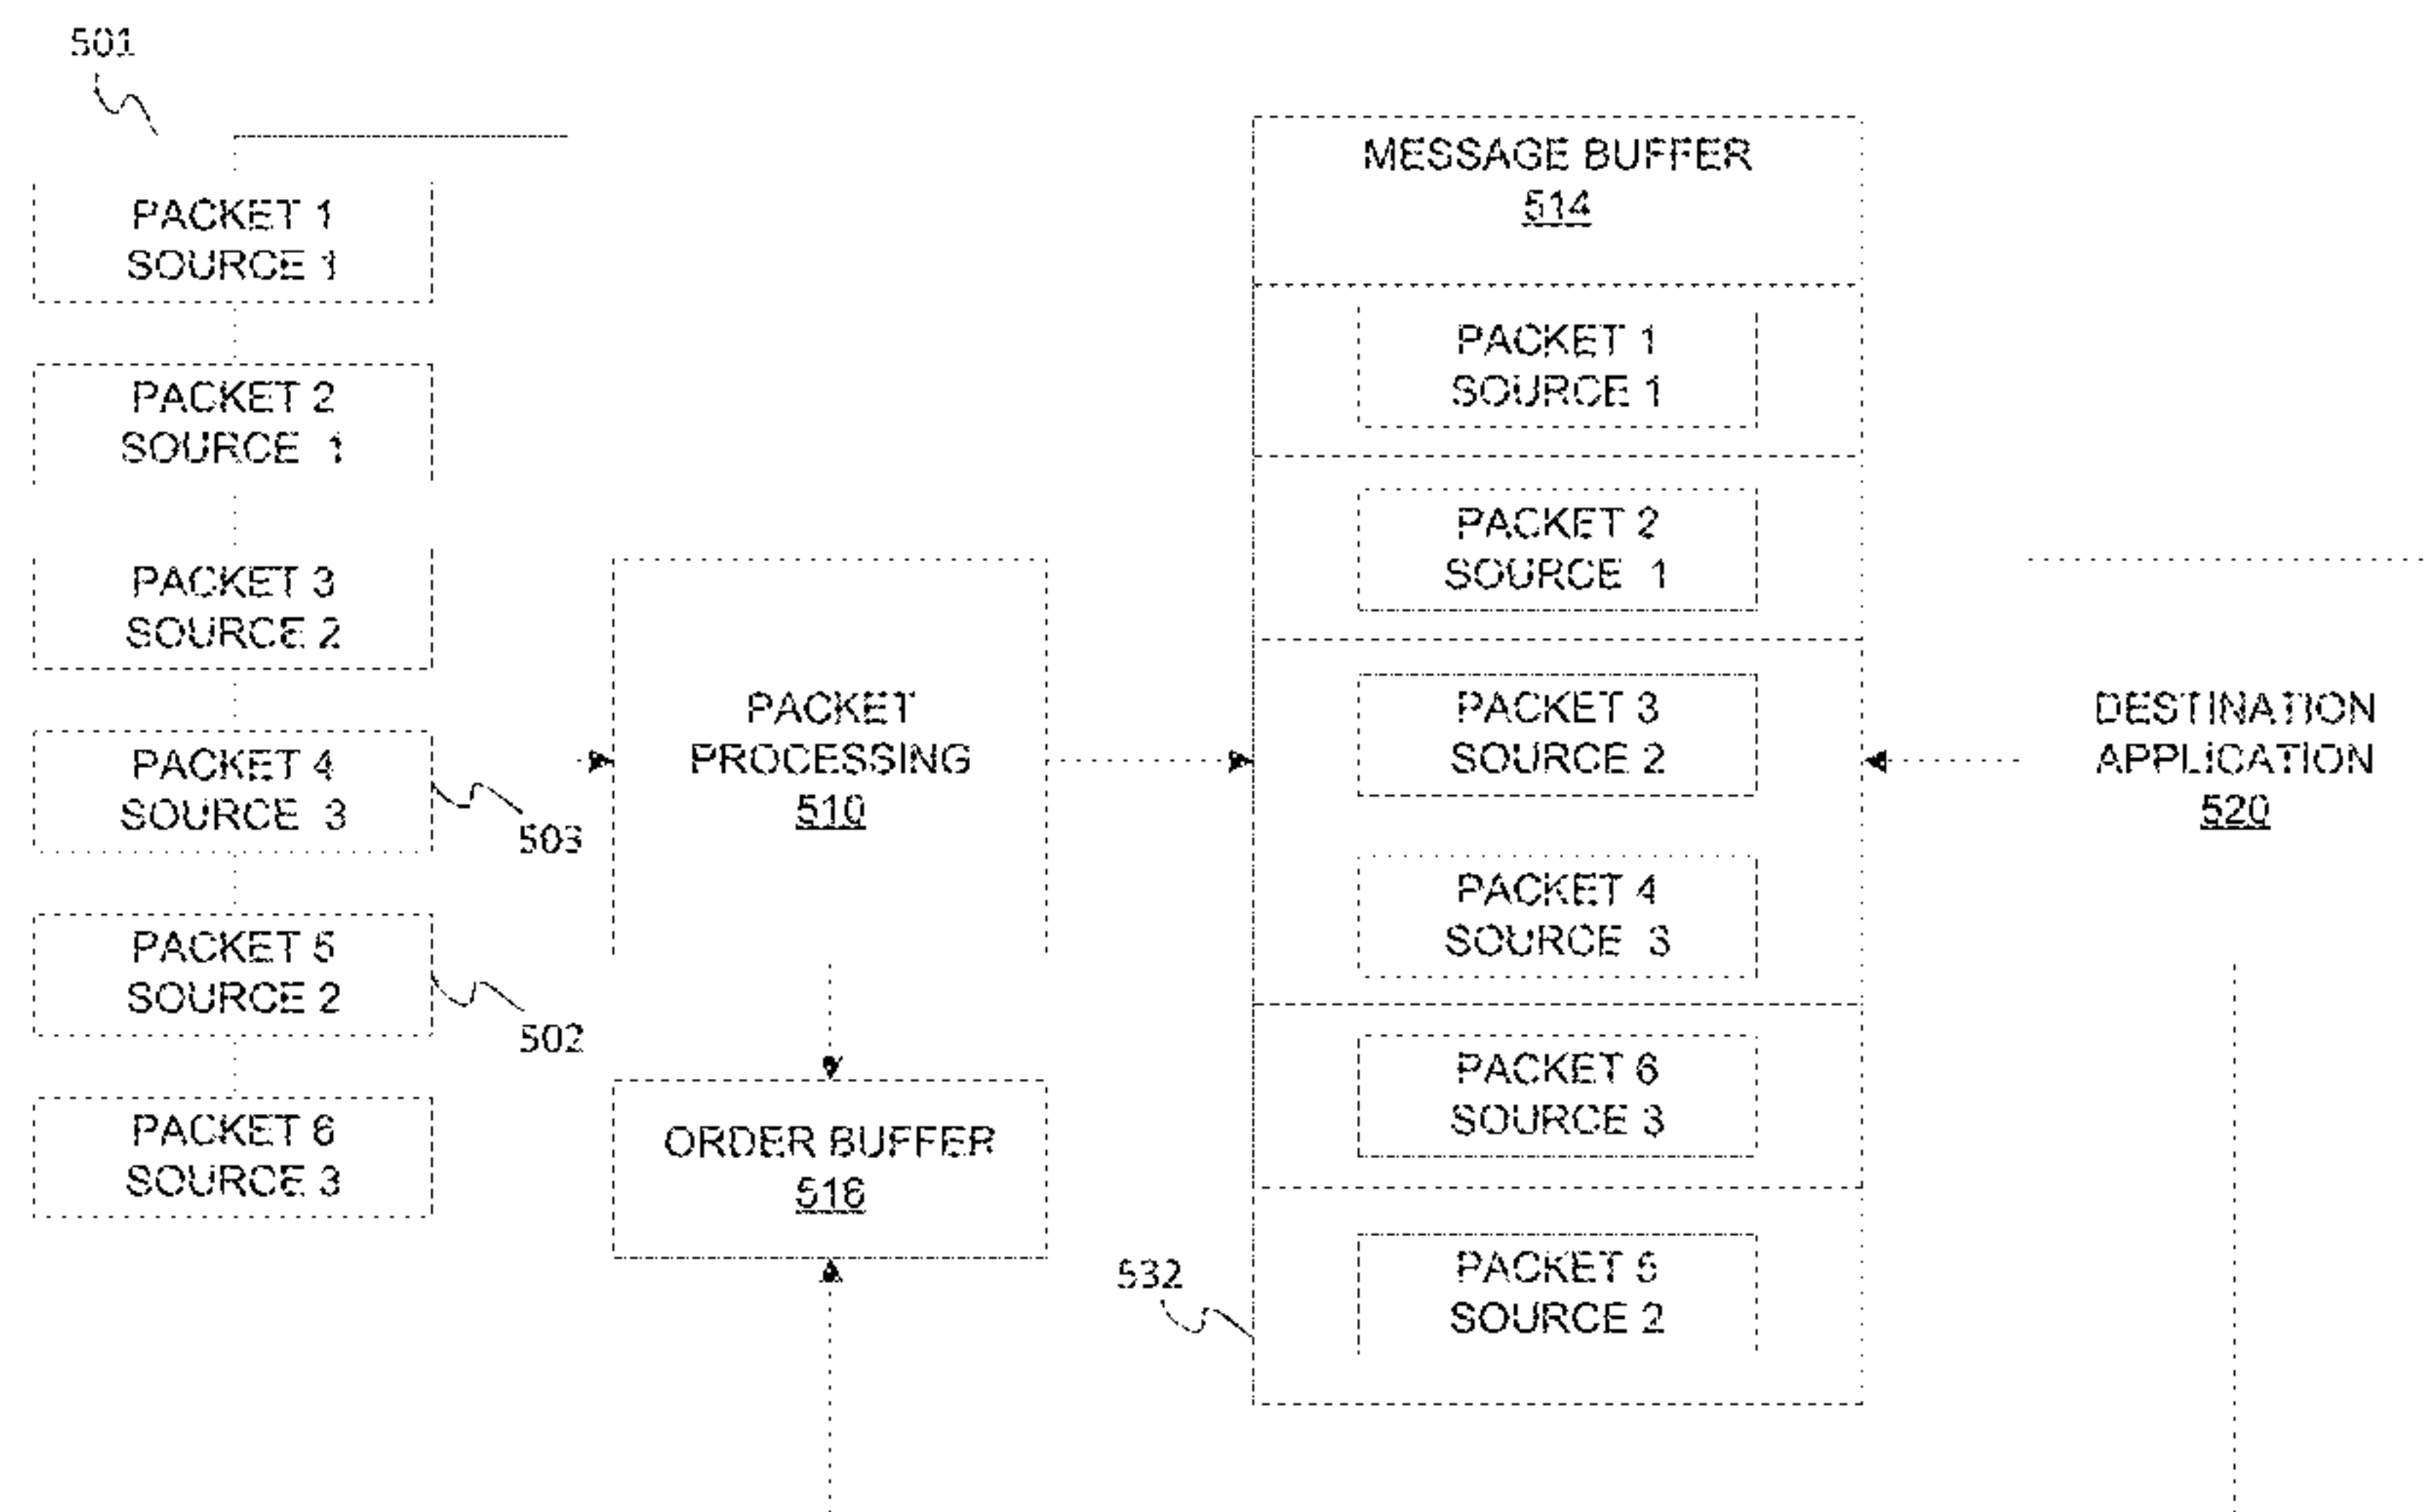 501
PACKET 1
SOURCE 1
PACKET 2
SOURCE 1
PACKET 3
SOURCE 2
PACKET 4
SOURCE 3
503
PACKET 5
SOURCE 2
502
PACKET 6
SOURCE 3
PACKET
PROCESSING
510
ORDER BUFFER
516
MESSAGE BUFFER
514
PACKET 1
SOURCE 1
PACKET 2
SOURCE 1
PACKET 3
SOURCE 2
PACKET 4
SOURCE 3
PACKET 6
SOURCE 3
PACKET 5
SOURCE 2
532
DESTINATION
APPLICATION
520